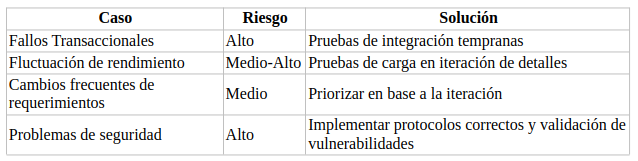 Caso Riesgo Solución
Fallos Transaccionales Alto Pruebas de integración tempranas
Fluctuación de rendimiento Medio-Alto Pruebas de carga en iteración de detalles
Cambios frecuentes de
requerimientos Medio Priorizar en base a la iteración
Problemas de seguridad Alto Implementar protocolos correctos y validación de
vulnerabilidades